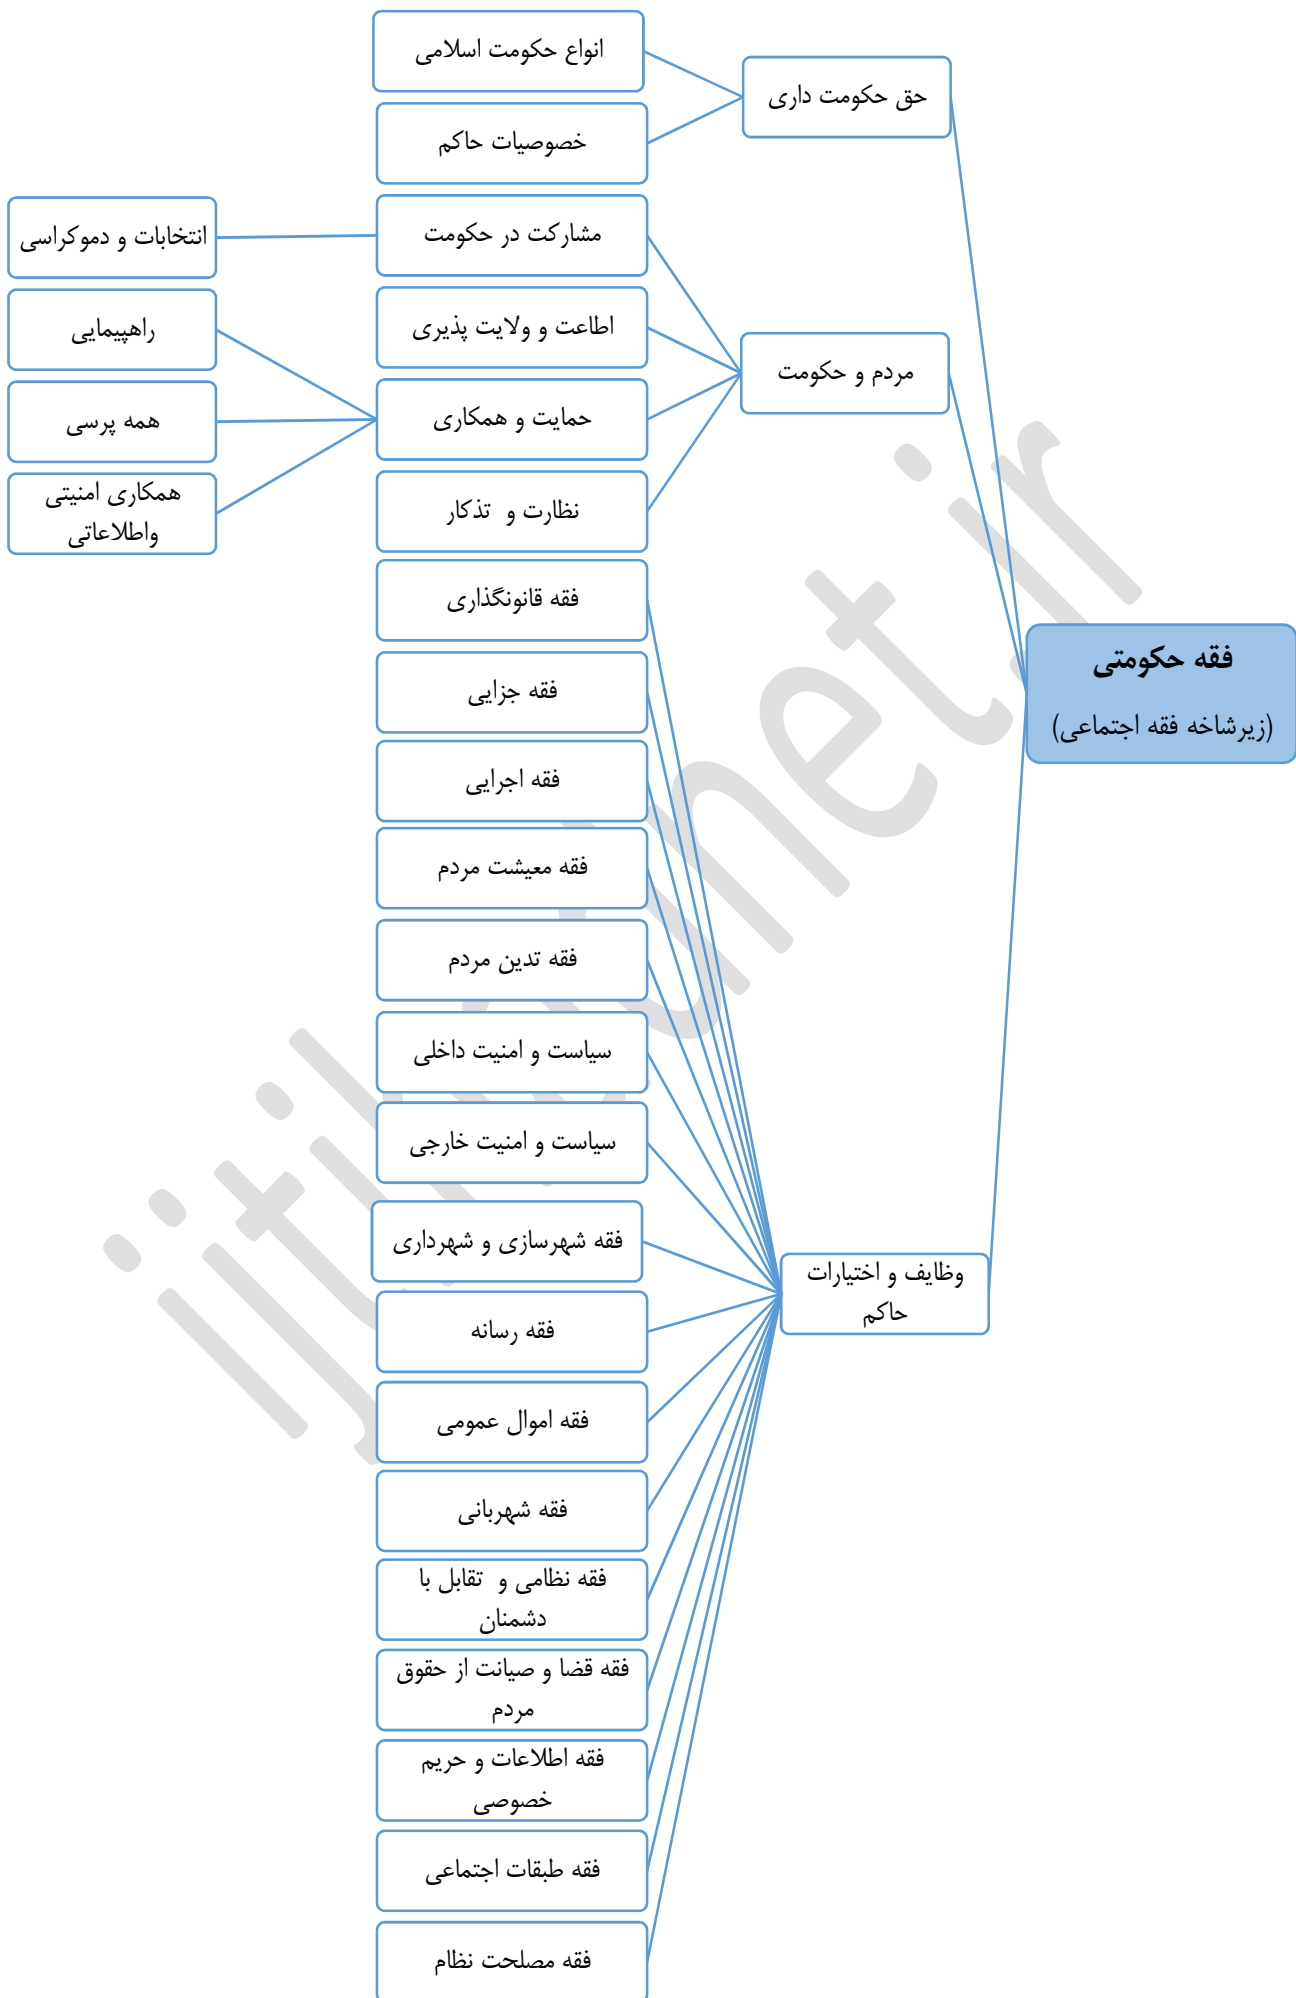 فقه حکومتی
(زیرشاخه فقه اجتماعی)
حق حکومت داری
انواع حکومت اسلامی
خصوصیات حاکم
مردم و حکومت
مشارکت در حکومت
انتخابات و دموکراسی
اطاعت و ولایت پذیری
حمایت و همکاری
راهپیمایی
همه پرسی
همکاری امنیتی
واطلاعاتی
نظارت و تذکار
وظایف و اختیارات
حاکم
فقه قانونگذاری
فقه جزایی
فقه اجرایی
فقه معیشت مردم
فقه تدین مردم
سیاست و امنیت داخلی
سیاست و امنیت خارجی
فقه شهرسازی و شهرداری
فقه رسانه
فقه اموال عمومی
فقه شهربانی
فقه نظامی و تقابل با
دشمنان
فقه قضا و صیانت از حقوق
مردم
فقه اطلاعات و حریم
خصوصی
فقه طبقات اجتماعی
فقه مصلحت نظام
ijtihadnet.ir